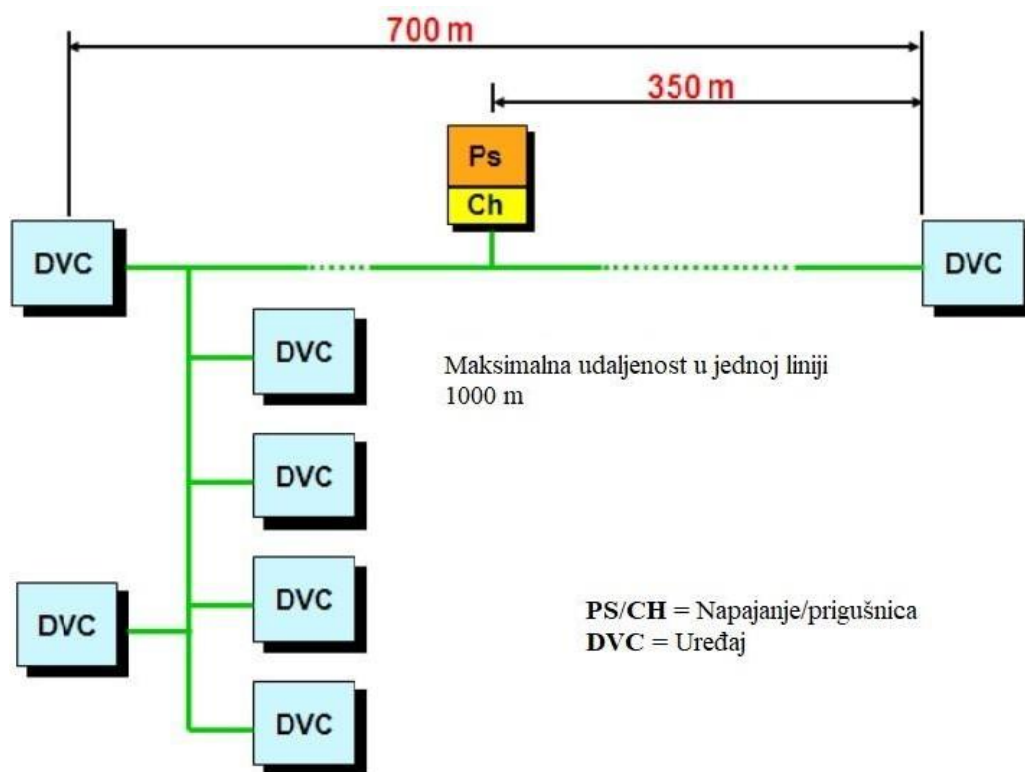 700 m
350 m
Ps
Ch
DVC
DVC
DVC
Maksimalna udaljenost u jednoj liniji
1000 m
DVC
DVC
DVC
PS/CH = Napajanje/prigušnica
DVC = Uređaj
DVC